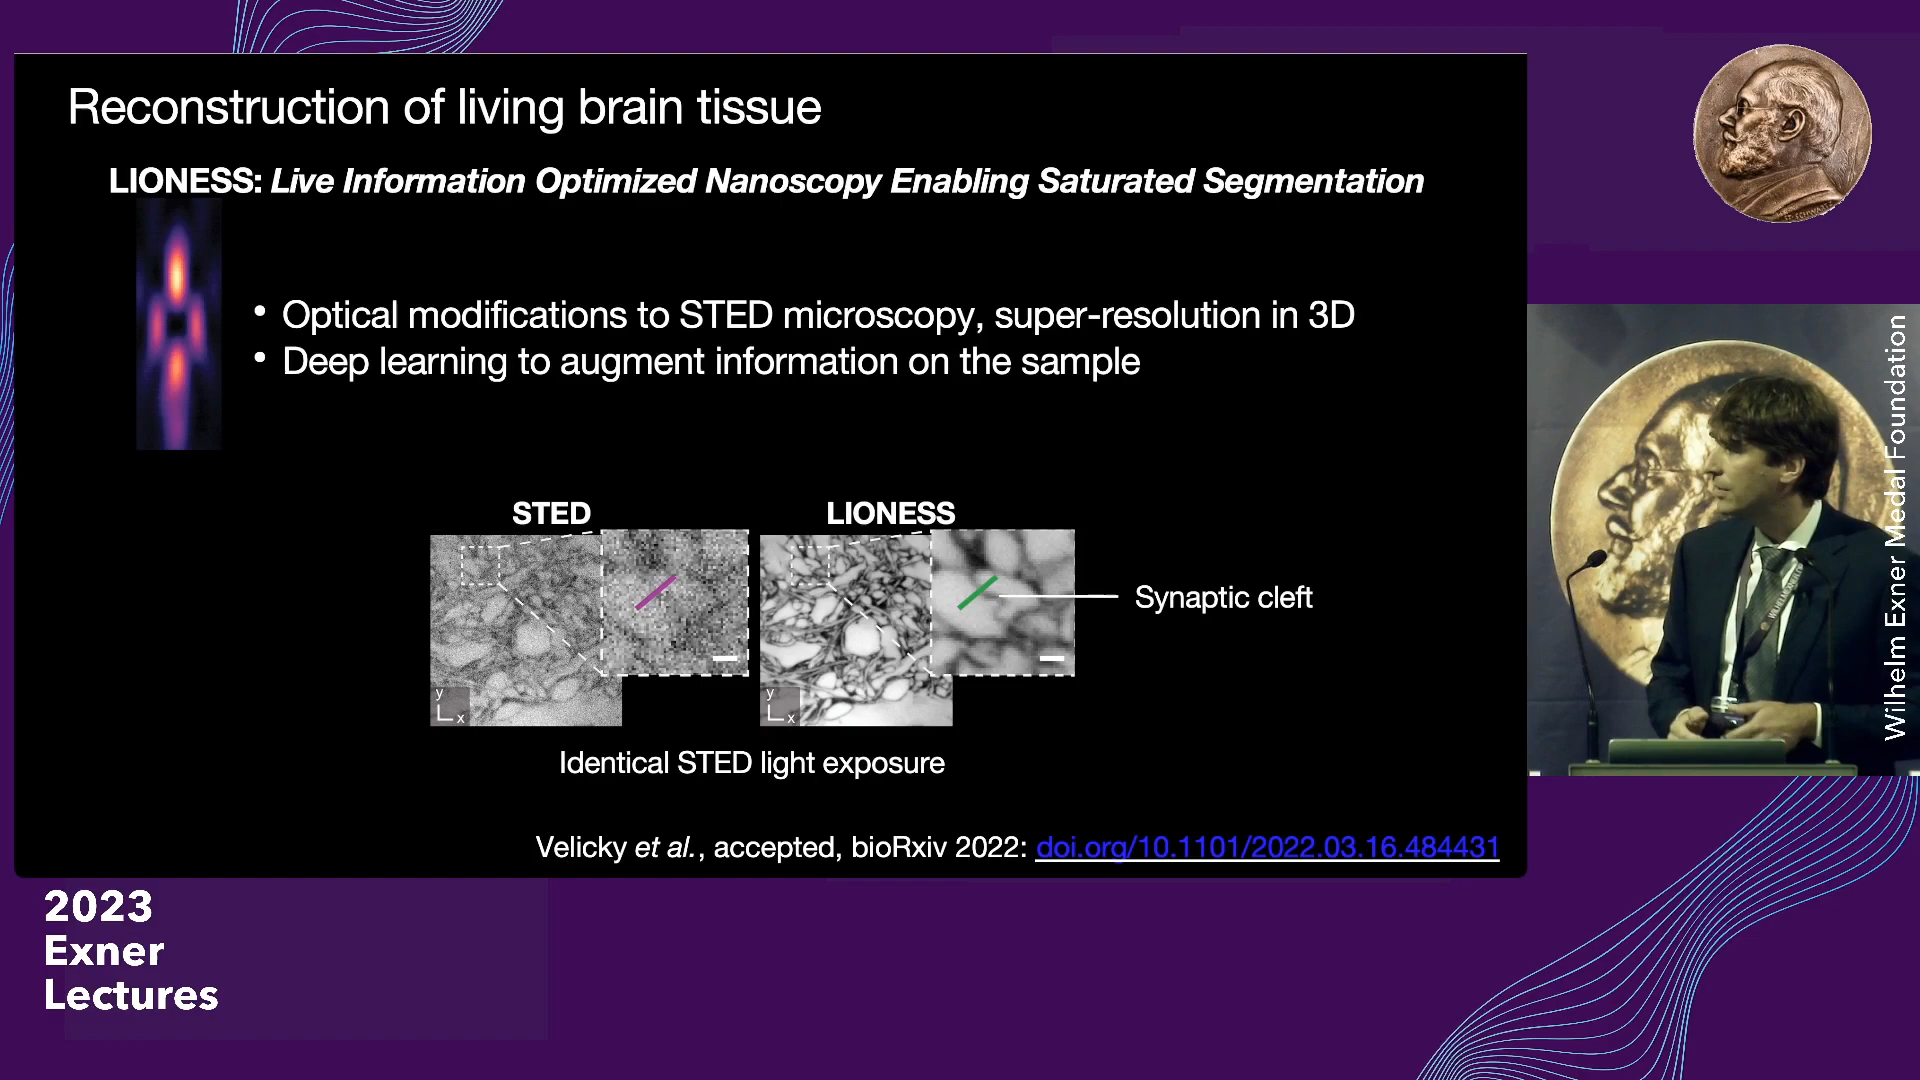 Reconstruction of living brain tissue
LIONESS: Live Information Optimized Nanoscopy Enabling Saturated Segmentation
• Optical modifications to STED microscopy, super-resolution in 3D
• Deep learning to augment information on the sample
STED
LIONESS
Synaptic cleft
y
x
y
x
Identical STED light exposure
Velicky et al., accepted, bioRxiv 2022: doi.org/10.1101/2022.03.16.484431
Wilhelm Exner Medal Foundation
2023
Exner
Lectures